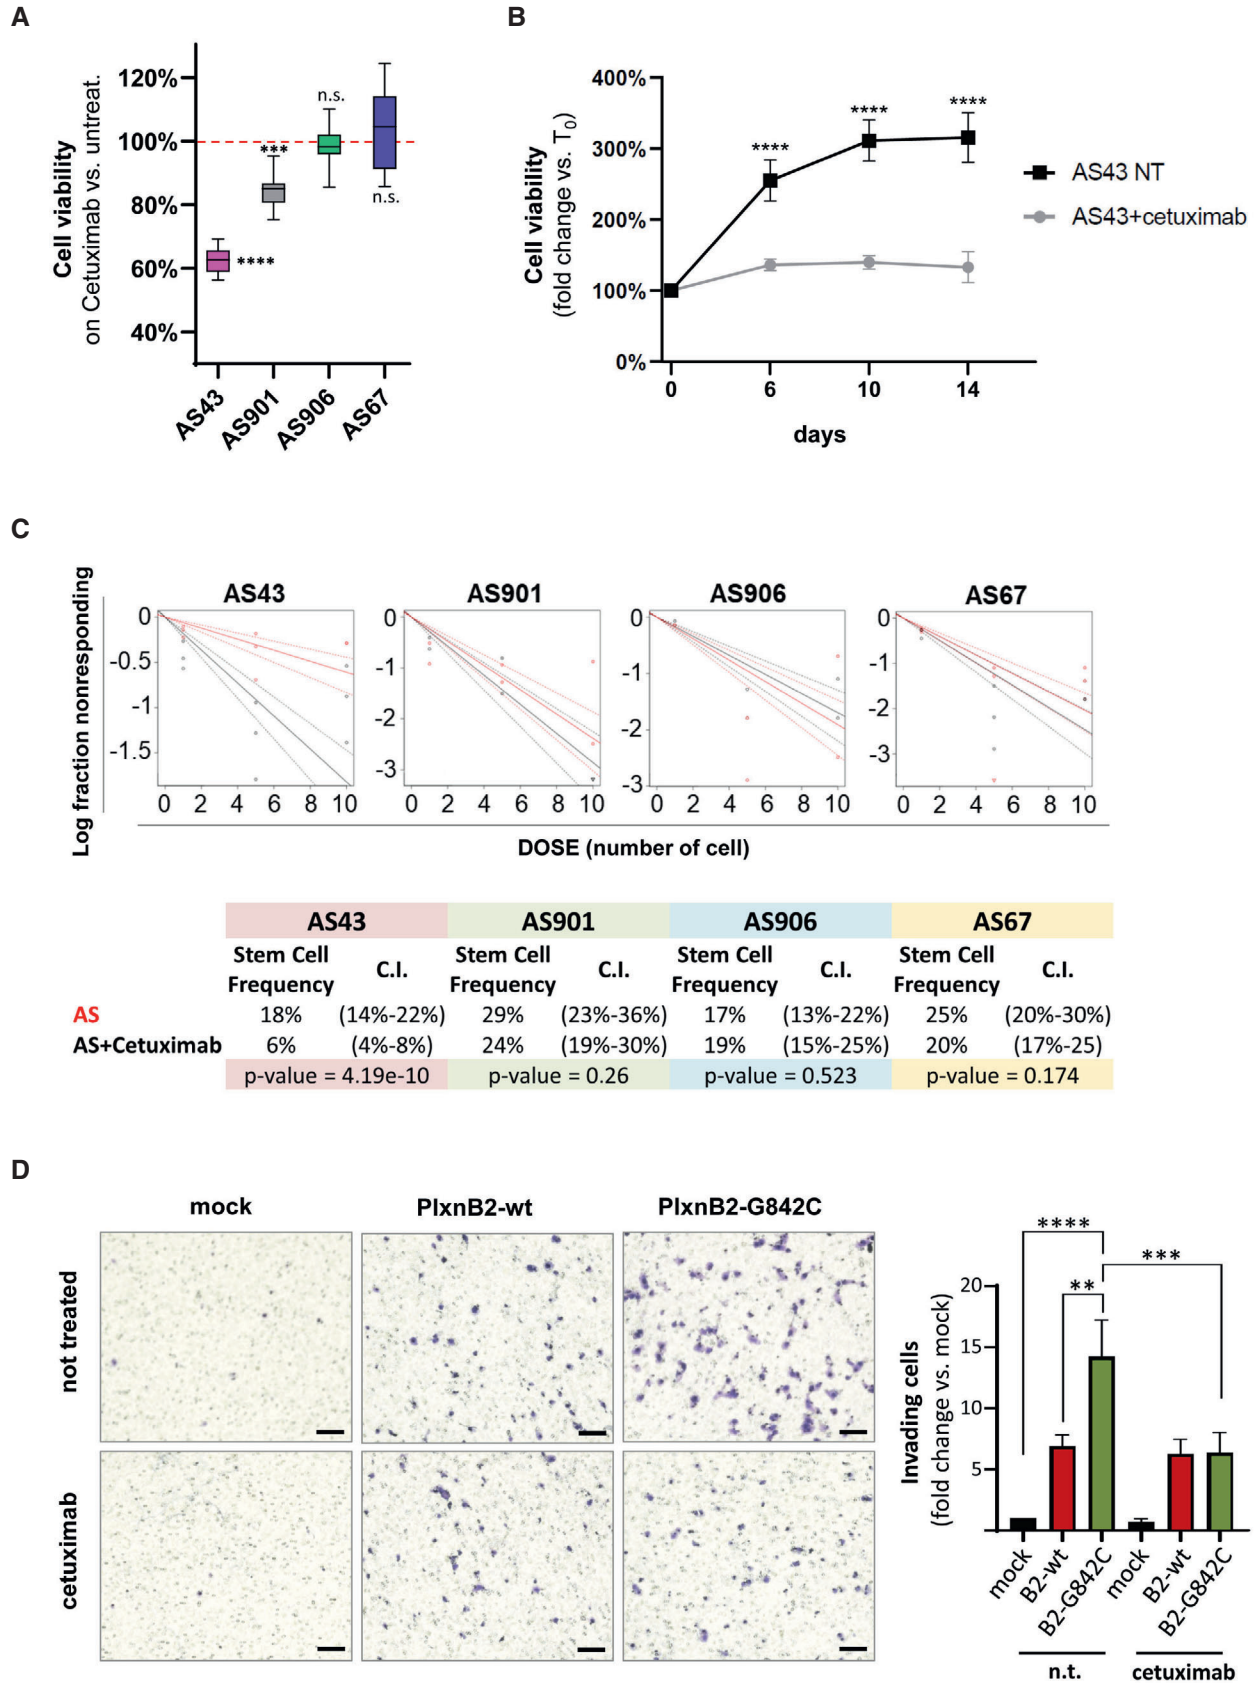 A
Cell viability
on Cetuximab vs. untreat.
120%
100%
80%
60%
40%
****
***
n.s.
n.s.
AS43
AS901
AS906
AS67
B
Cell viability
(fold change vs. T0)
400%
300%
200%
100%
0%
****
****
****
0
6
10
14
days
AS43 NT
AS43+cetuximab
C
Log fraction nonresponding
AS43
0
-0.5
-1
-1.5
0 2 4 6 8 10
AS901
0
-1
-2
-3
0 2 4 6 8 10
AS906
0
-1
-2
-3
0 2 4 6 8 10
AS67
0
-1
-2
-3
0 2 4 6 8 10
DOSE (number of cell)
AS43 AS901 AS906 AS67
Stem Cell Frequency C.I. Stem Cell Frequency C.I. Stem Cell Frequency C.I. Stem Cell Frequency C.I.
AS 18% (14%-22%) 29% (23%-36%) 17% (13%-22%) 25% (20%-30%)
AS+Cetuximab 6% (4%-8%) 24% (19%-30%) 19% (15%-25%) 20% (17%-25)
p-value = 4.19e-10 p-value = 0.26 p-value = 0.523 p-value = 0.174
D
mock
PlxnB2-wt
PlxnB2-G842C
not treated
cetuximab
Invading cells
(fold change vs. mock)
20
15
10
5
****
**
***
mock
B2-wt
B2-G842C
mock
B2-wt
B2-G842C
n.t.
cetuximab